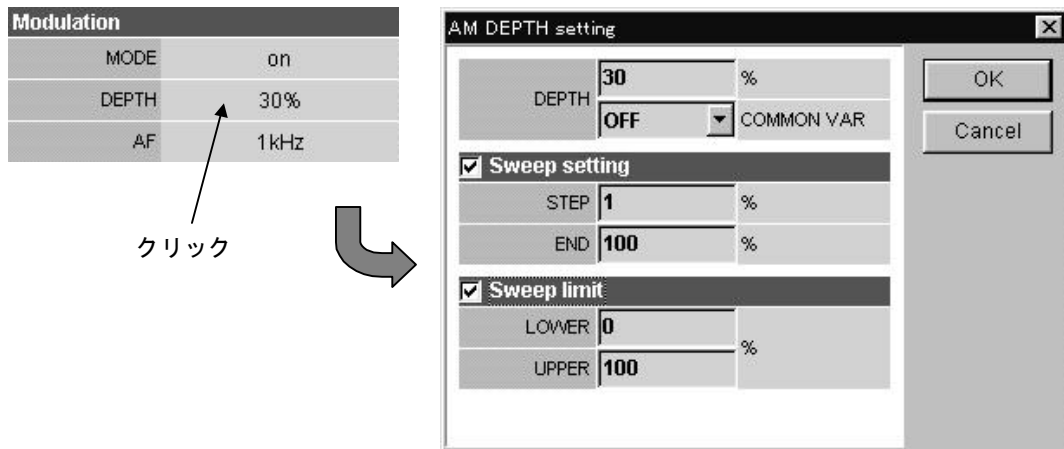 Modulation
MODE on
DEPTH 30%
AF 1kHz
クリック
AM DEPTH setting
DEPTH 30 %
OFF COMMON VAR
Sweep setting
STEP 1 %
END 100 %
Sweep limit
LOWER 0
%
UPPER 100
OK
Cancel